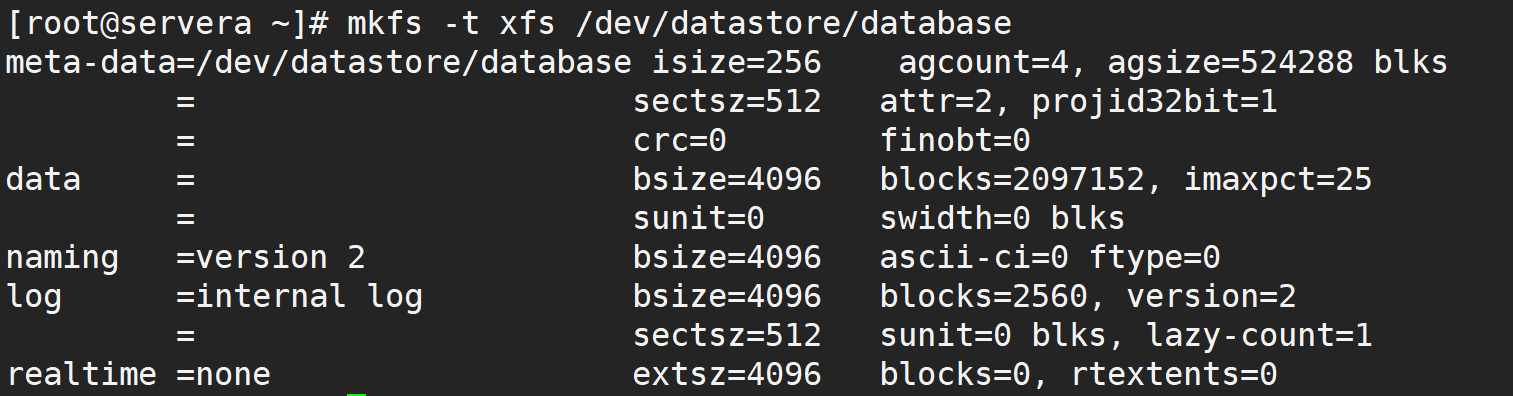 [root@servera ~]# mkfs -t xfs /dev/datastore/database
meta-data=/dev/datastore/database isize=256    agcount=4, agsize=524288 blks
         =                       sectsz=512   attr=2, projid32bit=1
         =                       crc=0        finobt=0
data     =                       bsize=4096   blocks=2097152, imaxpct=25
         =                       sunit=0      swidth=0 blks
naming   =version 2              bsize=4096   ascii-ci=0 ftype=0
log      =internal log           bsize=4096   blocks=2560, version=2
         =                       sectsz=512   sunit=0 blks, lazy-count=1
realtime =none                   extsz=4096   blocks=0, rtextents=0